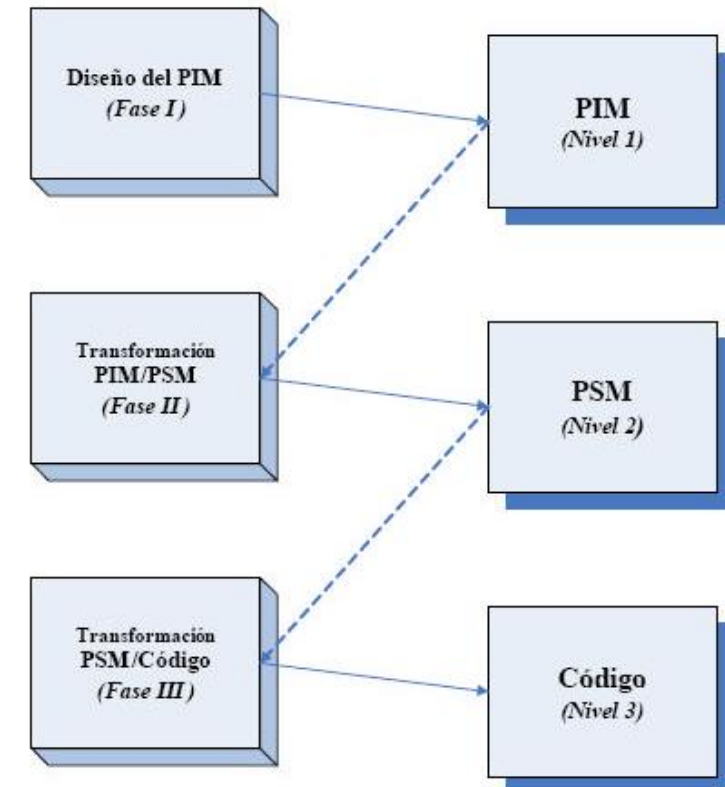 Diseño del PIM
(Fase I)
PIM
(Nivel 1)
Transformación
PIM/PSM
(Fase II)
PSM
(Nivel 2)
Transformación
PSM/Código
(Fase III)
Código
(Nivel 3)